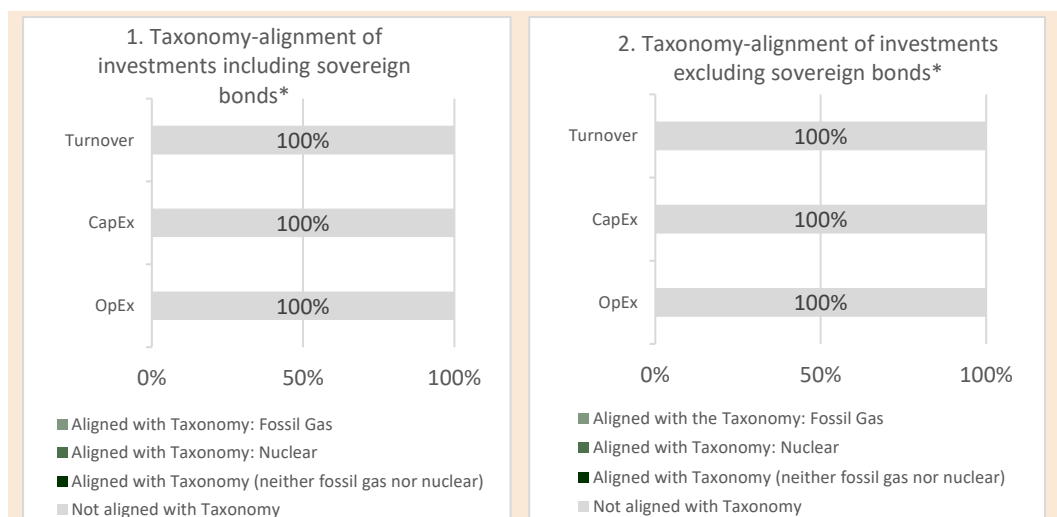 1. Taxonomy-alignment of
investments including sovereign
bonds*
Turnover
100%
CapEx
100%
OpEx
100%
0%
50%
100%
Aligned with Taxonomy: Fossil Gas
Aligned with Taxonomy: Nuclear
Aligned with Taxonomy (neither fossil gas nor nuclear)
Not aligned with Taxonomy
2. Taxonomy-alignment of investments
excluding sovereign bonds*
Turnover
100%
CapEx
100%
OpEx
100%
0%
50%
100%
Aligned with the Taxonomy: Fossil Gas
Aligned with Taxonomy: Nuclear
Aligned with Taxonomy (neither fossil gas nor nuclear)
Not aligned with Taxonomy